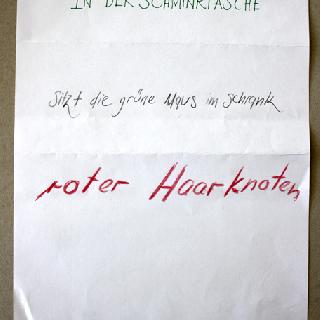 IN DER SCHMINKTASCHE
Sitzt die grüne Maus im Schrank
roter Haarknoten